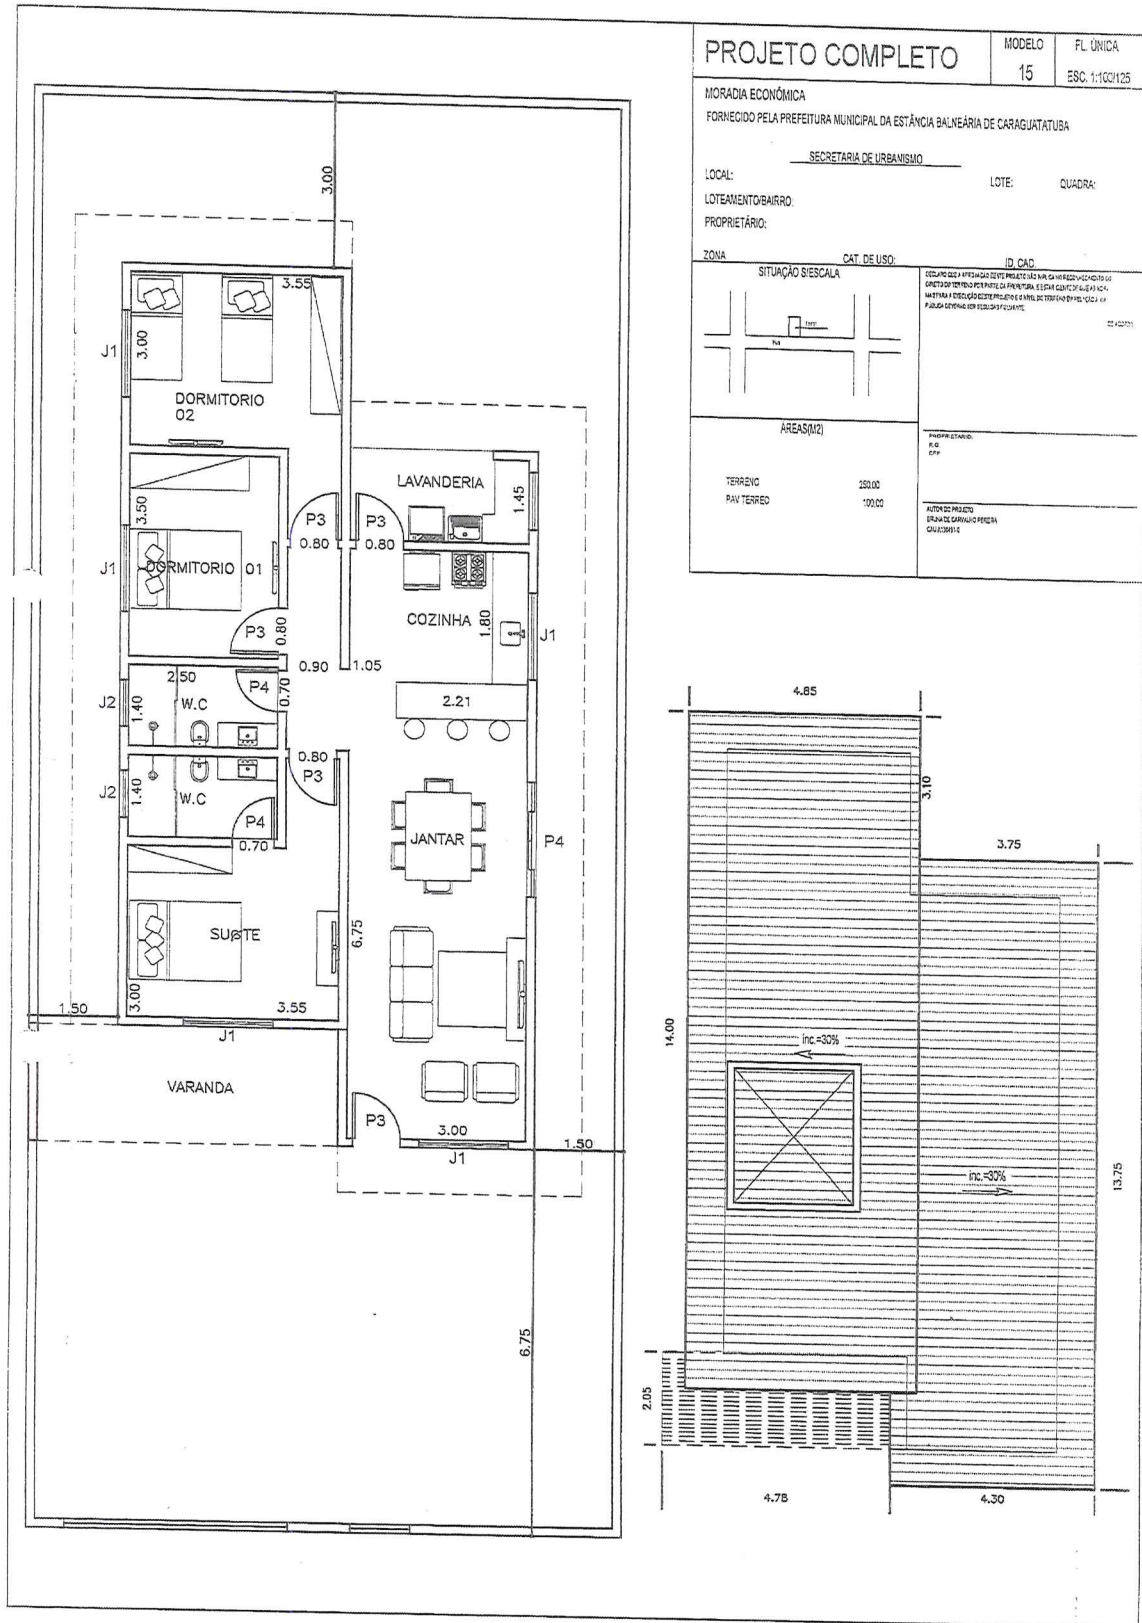 PROJETO COMPLETO
MODELO
15
FL. ÚNICA
ESC. 1:100/125
MORADIA ECONÔMICA
FORNECIDO PELA PREFEITURA MUNICIPAL DA ESTÂNCIA BALNEÁRIA DE CARAGUATATUBA
SECRETARIA DE URBANISMO
LOCAL:
LOTE:
QUADRA:
LOTEAMENTO/BAIRRO:
PROPRIETÁRIO:
ZONA
CAT. DE USO:
ID. CAD
SITUAÇÃO S/ESCALA
ÁREAS(M2)
TERRENO 250,00
PAV TERREO 100,00
PROPRIETARIO:
R.G.
CPF
AUTOR DO PROJETO
3.00
3.55
J1
3.00
DORMITORIO
02
LAVANDERIA
1.45
3.50
P3
P3
0.80
0.80
J1
DORMITORIO 01
COZINHA
1.80
J1
P3
0.80
0.90
1.05
2.50
P4
0.70
J2
1.40
W.C
2.21
0.80
P3
J2
1.40
W.C
P4
0.70
JANTAR
P4
SUITE
6.75
3.00
3.55
1.50
J1
VARANDA
P3
3.00
J1
1.50
6.75
4.85
3.10
3.75
14.00
inc.=30%
inc.=30%
13.75
2.05
4.78
4.30